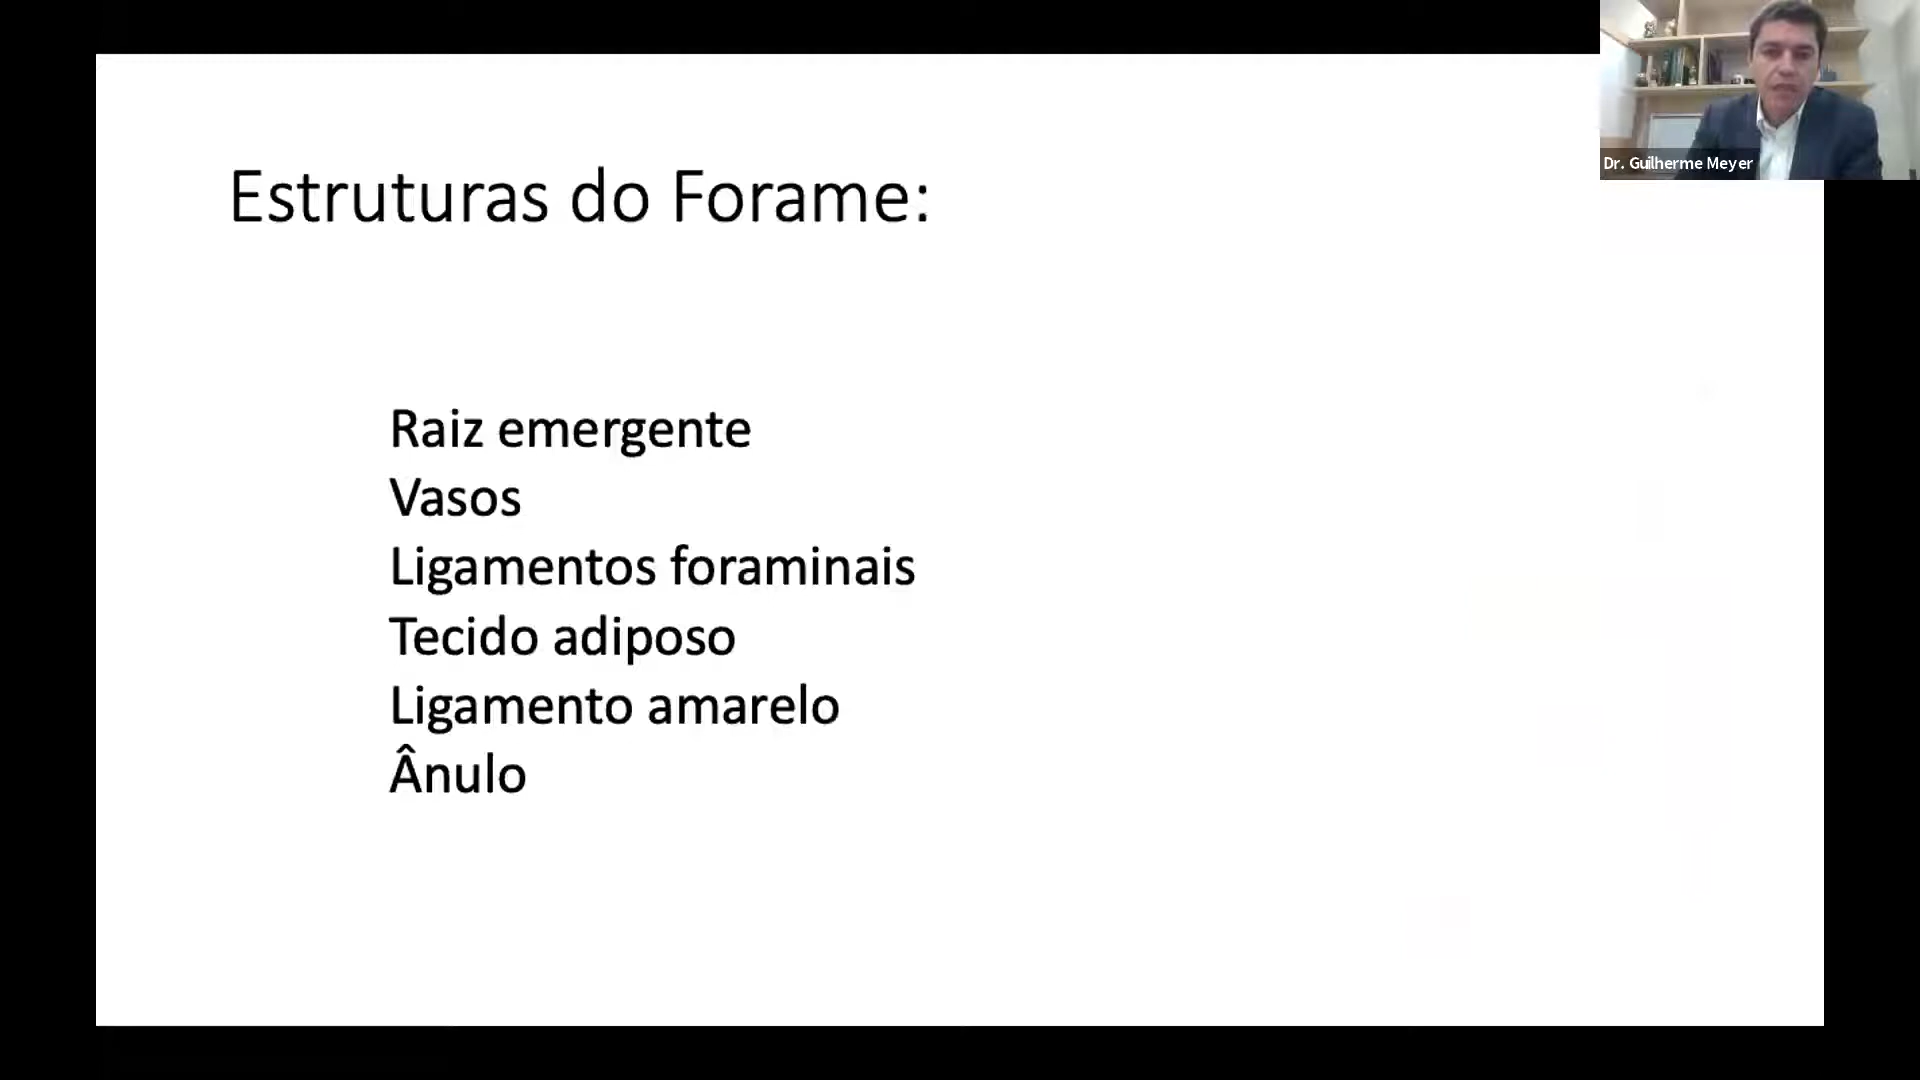 Dr. Guilherme Meyer
Estruturas do Forame:
Raiz emergente
Vasos
Ligamentos foraminais
Tecido adiposo
Ligamento amarelo
Ânulo